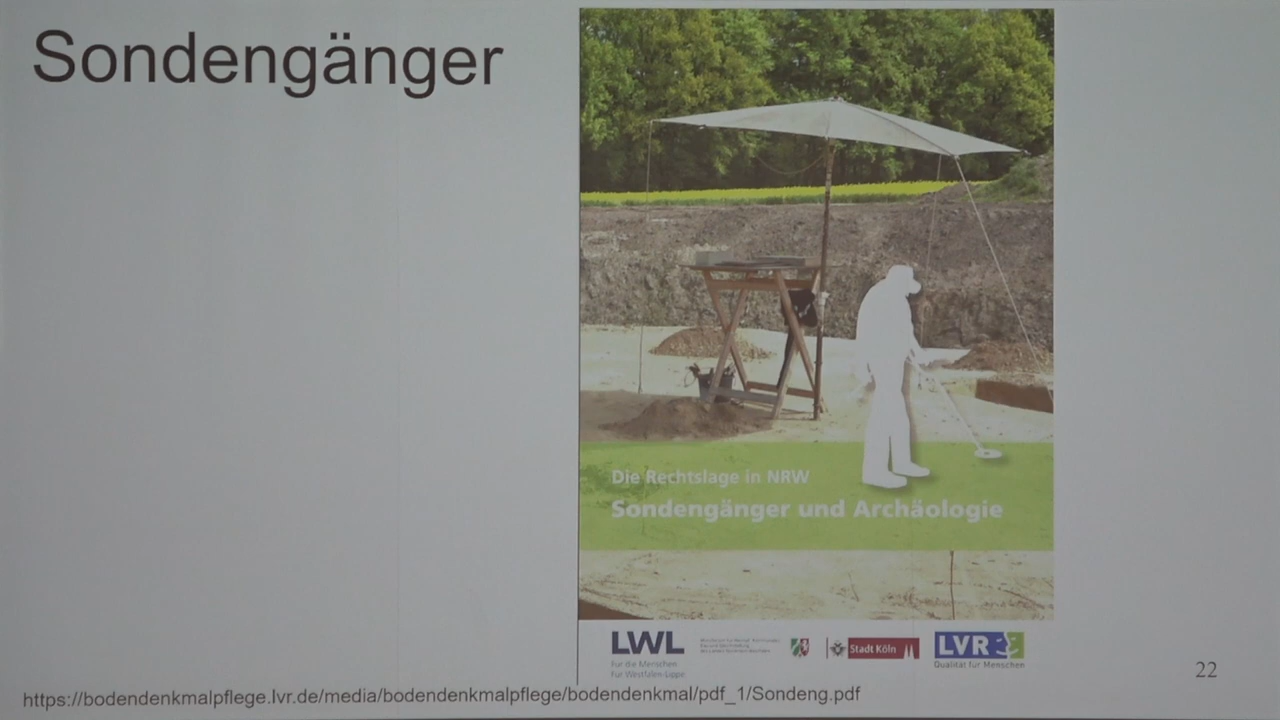 Sondengänger
Die Rechtslage in NRW
Sondengänger und Archäologie
LWL
Für die Menschen
Für Westfalen-Lippe
Stadt Köln
LVR
Qualität für Menschen
22
https://bodendenkmalpflege.lvr.de/media/bodendenkmalpflege/bodendenkmal/pdf_1/Sondeng.pdf